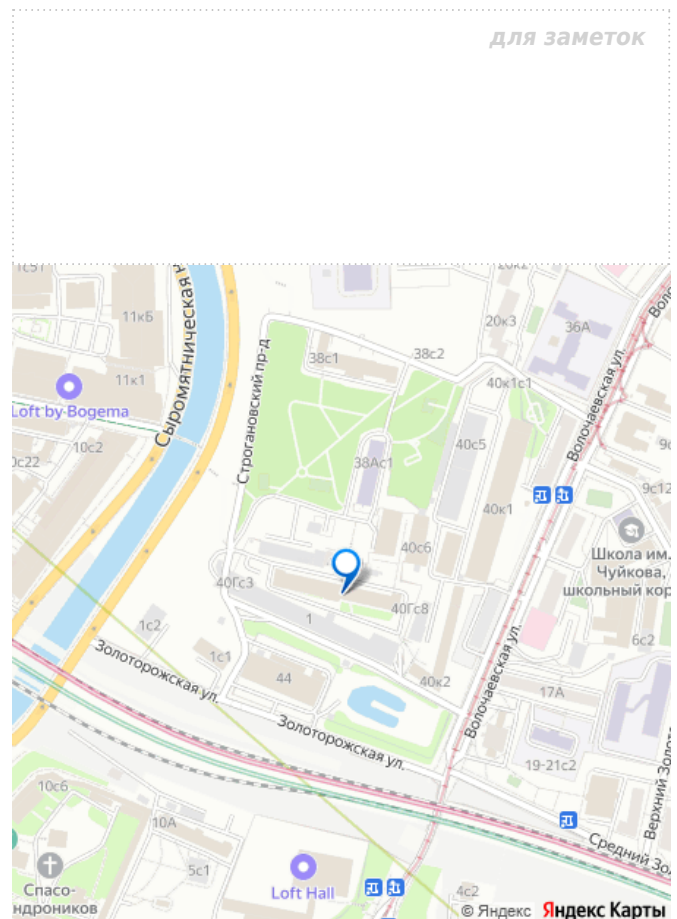 для заметок
1с51
20к2
Сыромятническая н
11к6
Строгановский пр-д
38с1
38с2
20к3
36А
Волочаевская ул.
11к1
Loft by Bogema
10с2
40к1с1
38Ас1
40с5
9с12
40к1
40с6
Школа им.
Чуйкова,
школьный кор
40Гс3
40Гс8
1
1с2
1с1
44
40к2
6с2
17А
Волочаевская ул.
Золоторожская ул.
Золоторожская ул.
19-21с2
Верхний Золото
Средний Зол
10с6
10А
5с1
Спасо-
ндроников
Loft Hall
4с2
© Яндекс Яндекс Карты